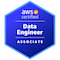 aws
certified
Data
Engineer
ASSOCIATE